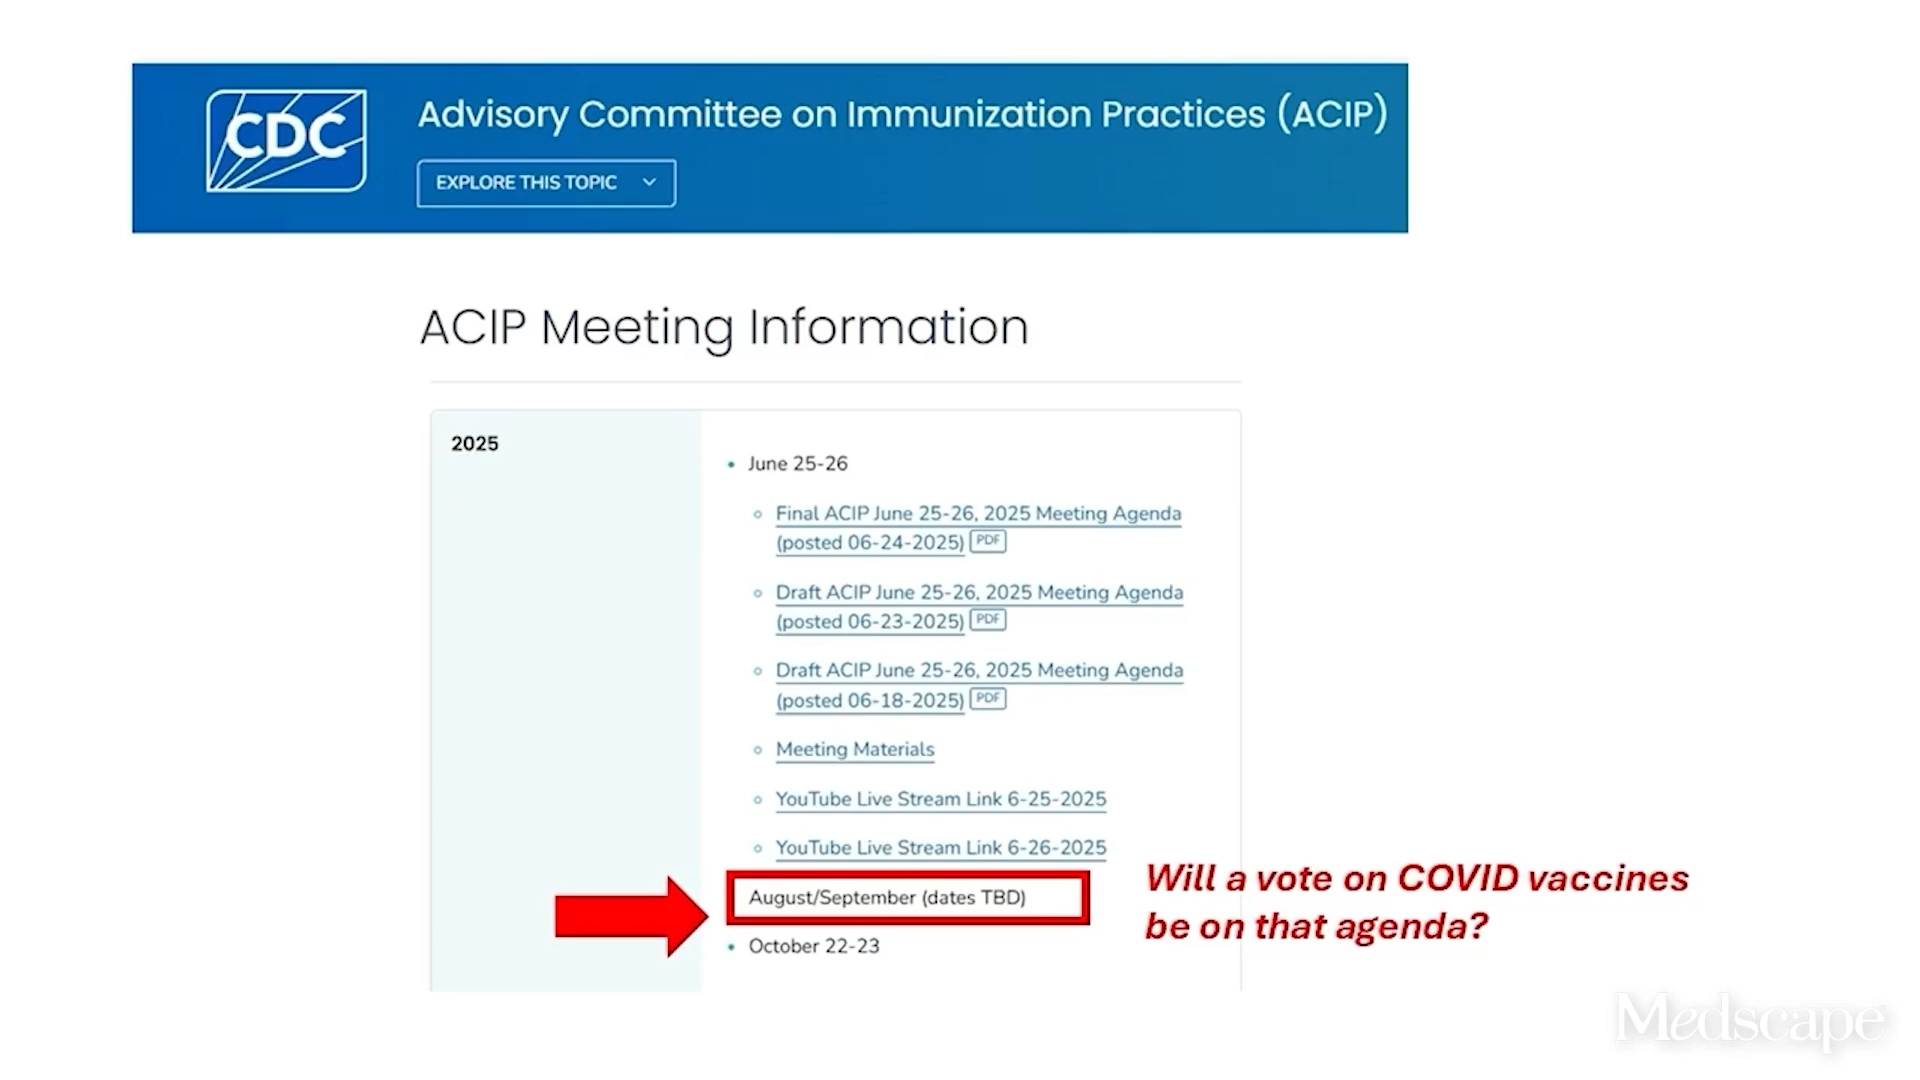 CDC
Advisory Committee on Immunization Practices (ACIP)
EXPLORE THIS TOPIC
ACIP Meeting Information
2025
• June 25-26
Final ACIP June 25-26, 2025 Meeting Agenda
(posted 06-24-2025) PDF
Draft ACIP June 25-26, 2025 Meeting Agenda
(posted 06-23-2025) PDF
Draft ACIP June 25-26, 2025 Meeting Agenda
(posted 06-18-2025) PDF
Meeting Materials
YouTube Live Stream Link 6-25-2025
YouTube Live Stream Link 6-26-2025
August/September (dates TBD)
• October 22-23
Will a vote on COVID vaccines
be on that agenda?
Medscape